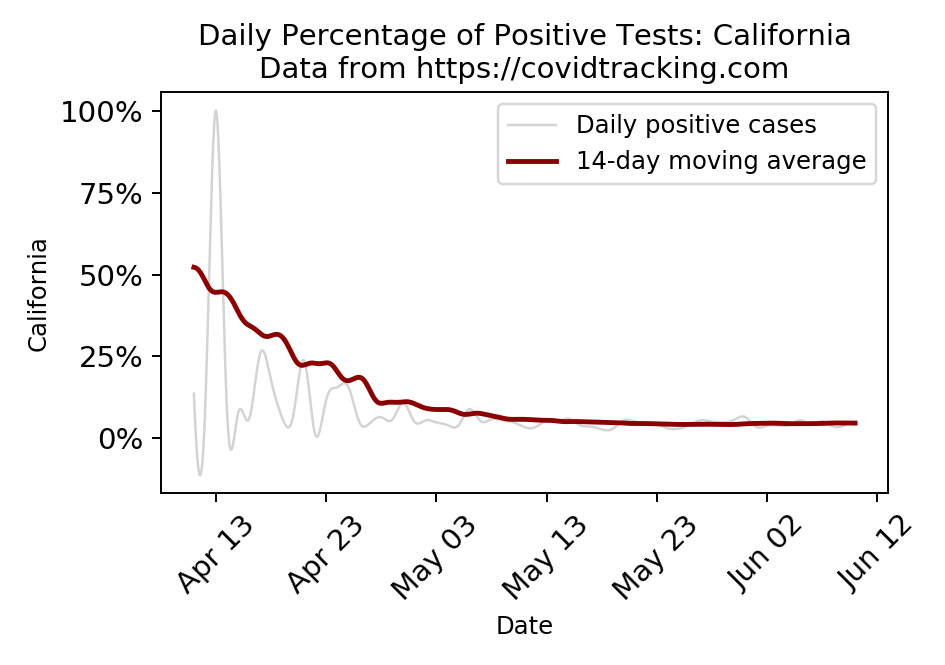 Daily Percentage of Positive Tests: California
Data from https://covidtracking.com
Daily positive cases
14-day moving average
100%
75%
50%
25%
0%
California
Apr 13
Apr 23
May 03
May 13
May 23
Jun 02
Jun 12
Date